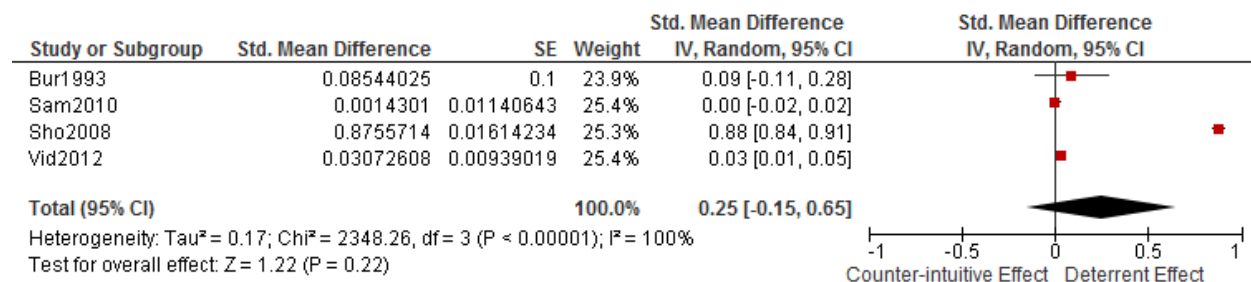 Std. Mean Difference Std. Mean Difference
Study or Subgroup Std. Mean Difference SE Weight IV, Random, 95% CI IV, Random, 95% CI
Bur1993 0.08544025 0.1 23.9% 0.09 [-0.11, 0.28]
Sam2010 0.0014301 0.01140643 25.4% 0.00 [-0.02, 0.02]
Sho2008 0.8755714 0.01614234 25.3% 0.88 [0.84, 0.91]
Vid2012 0.03072608 0.00939019 25.4% 0.03 [0.01, 0.05]
Total (95% CI) 100.0% 0.25 [-0.15, 0.65]
Heterogeneity: Tau² = 0.17; Chi² = 2348.26, df = 3 (P < 0.00001); I² = 100%
Test for overall effect: Z = 1.22 (P = 0.22)
-1 -0.5 0 0.5 1
Counter-intuitive Effect Deterrent Effect